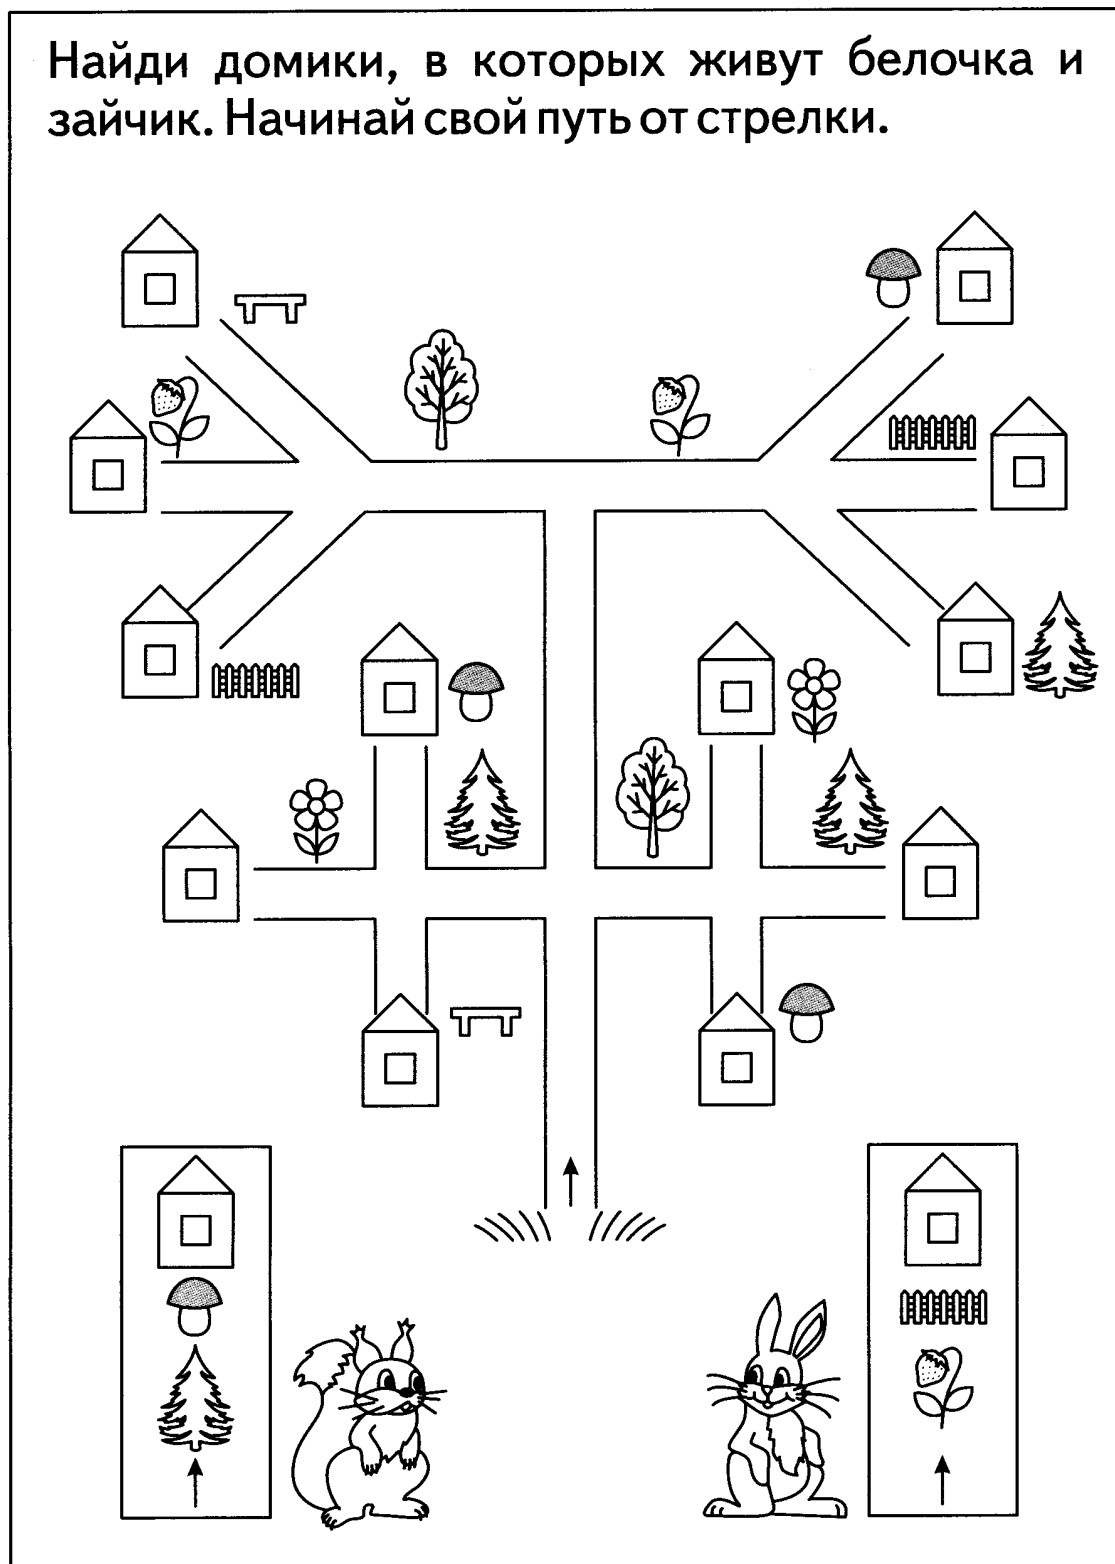 Найди домики, в которых живут белочка и
зайчик. Начинай свой путь от стрелки.